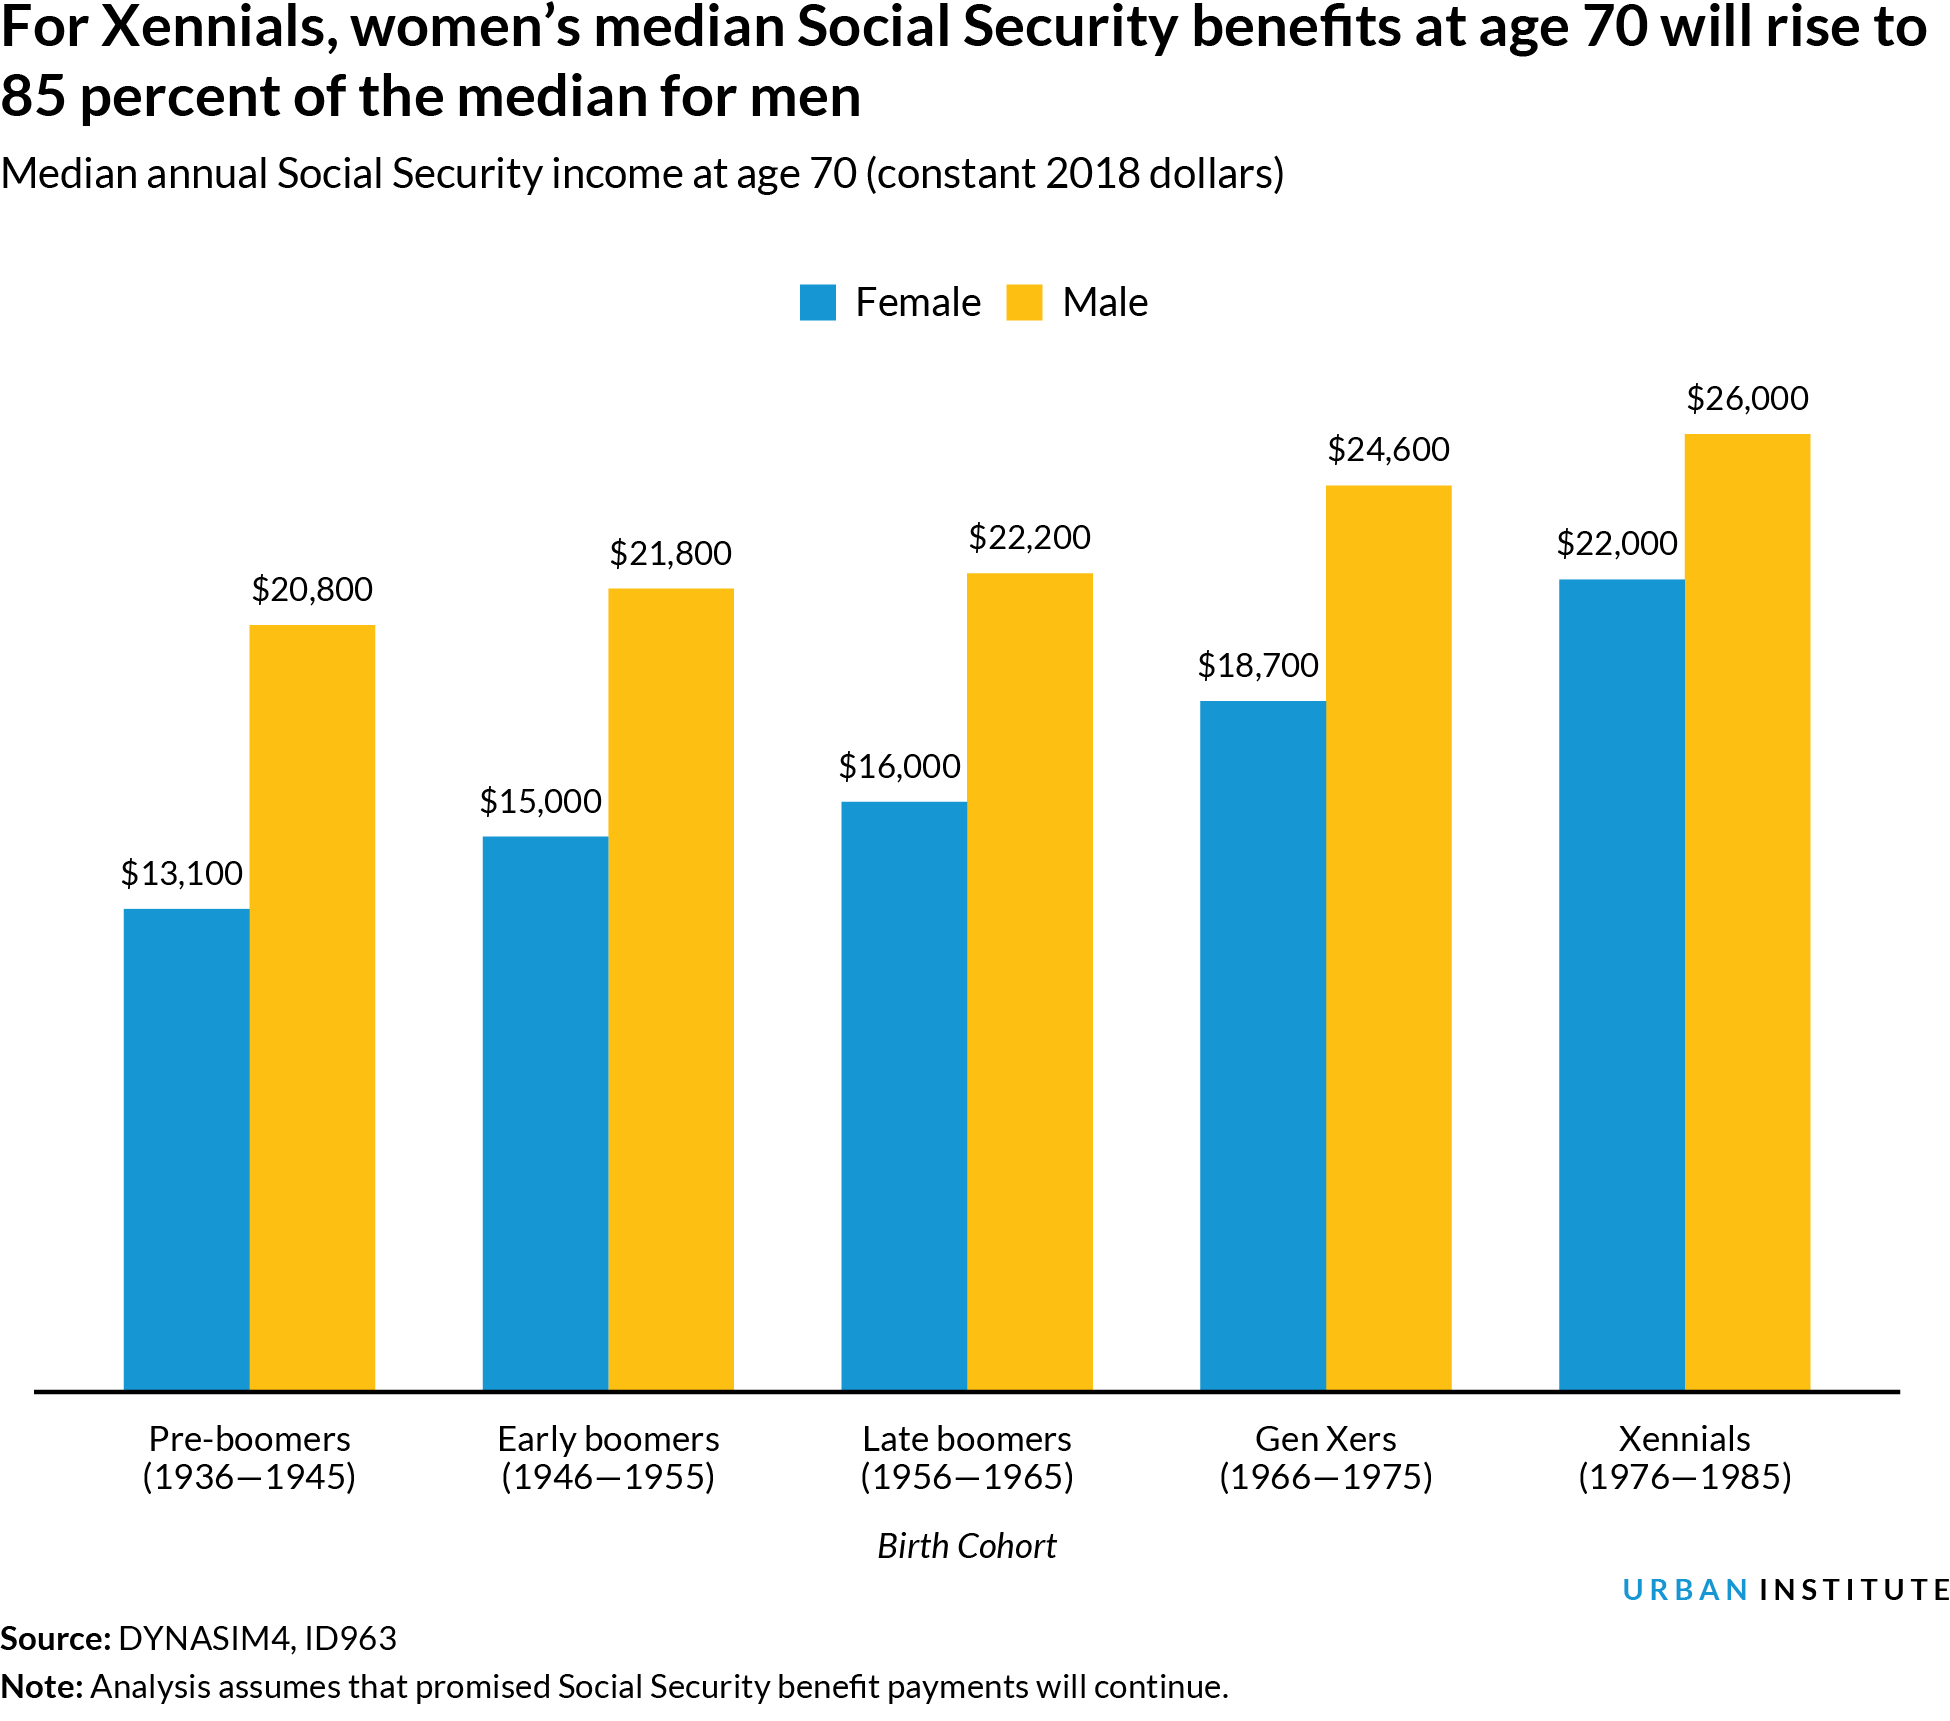 For Xennials, women’s median Social Security benefits at age 70 will rise to
85 percent of the median for men
Median annual Social Security income at age 70 (constant 2018 dollars)
Female Male
$13,100
$20,800
$15,000
$21,800
$16,000
$22,200
$18,700
$24,600
$22,000
$26,000
Pre-boomers
(1936—1945)
Early boomers
(1946—1955)
Late boomers
(1956—1965)
Gen Xers
(1966—1975)
Xennials
(1976—1985)
Birth Cohort
URBAN INSTITUTE
Source: DYNASIM4, ID963
Note: Analysis assumes that promised Social Security benefit payments will continue.